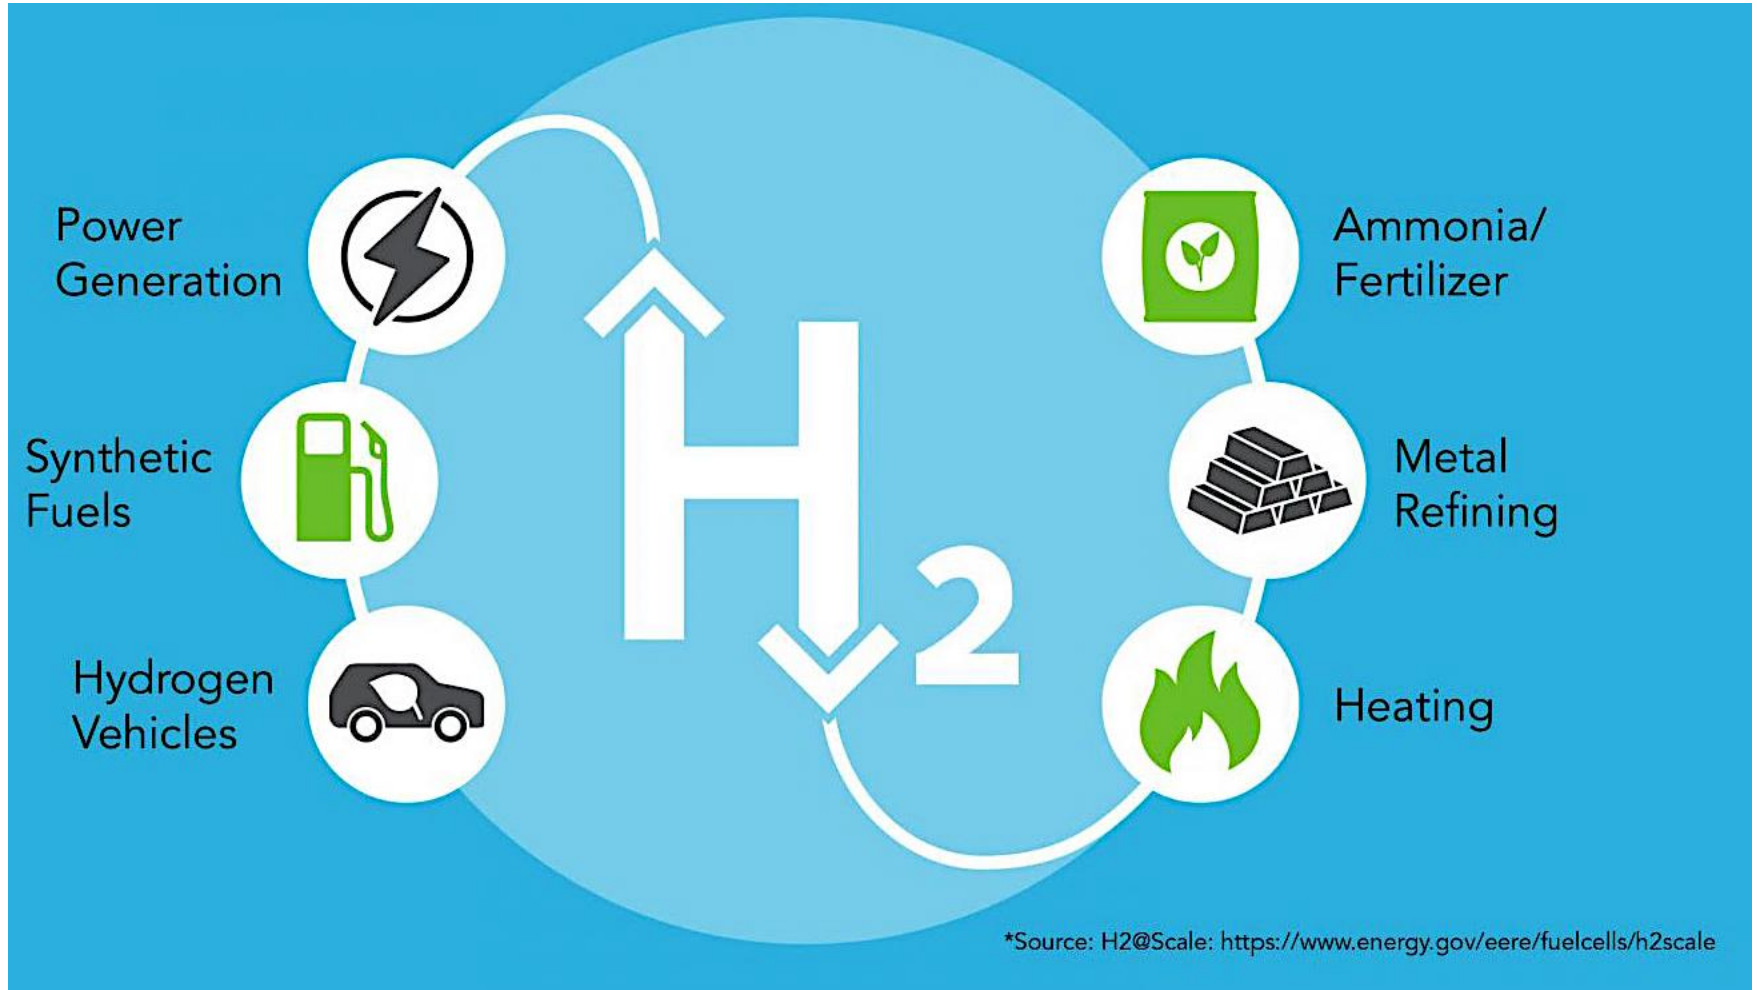 Power
Generation
Synthetic
Fuels
Hydrogen
Vehicles
H2
Ammonia/
Fertilizer
Metal
Refining
Heating
*Source: H2@Scale: https://www.energy.gov/eere/fuelcells/h2scale